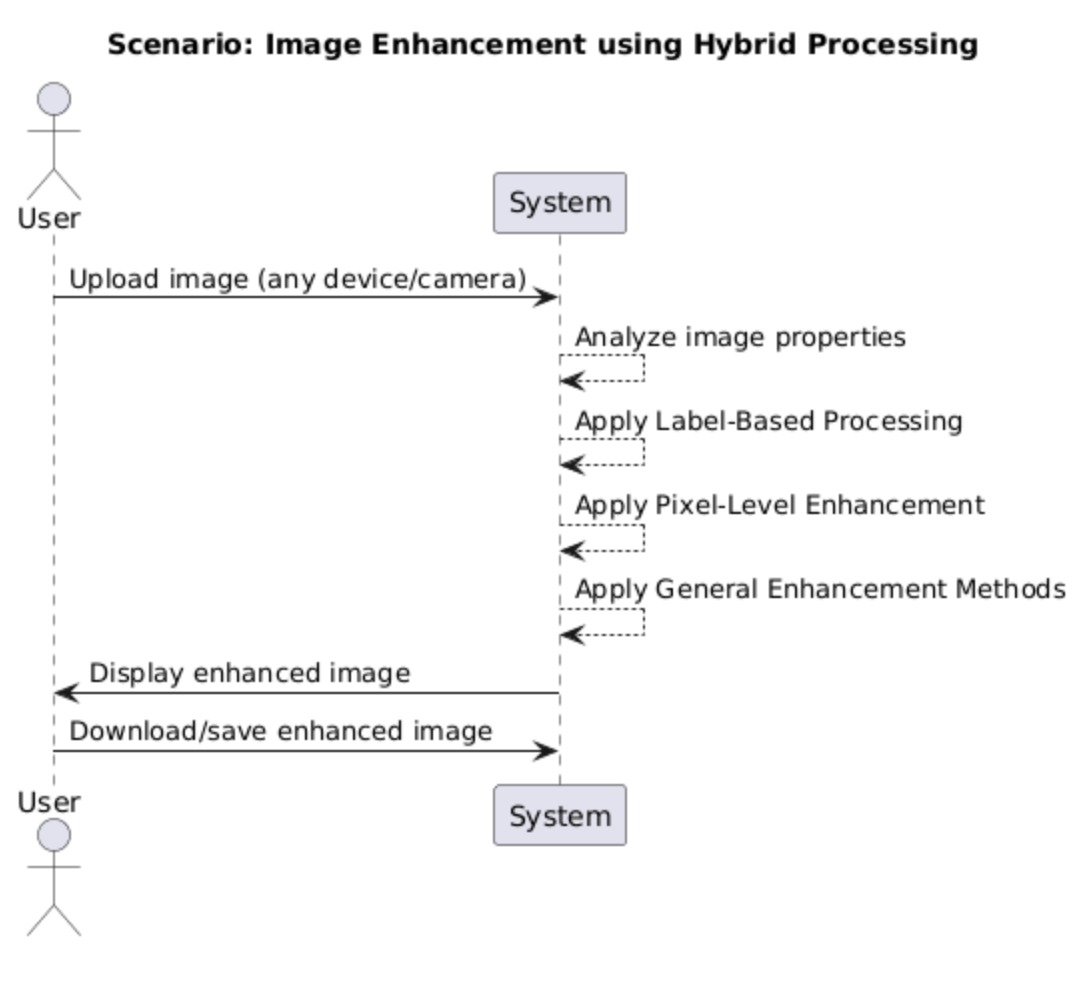 Scenario: Image Enhancement using Hybrid Processing
User
System
Upload image (any device/camera)
Analyze image properties
Apply Label-Based Processing
Apply Pixel-Level Enhancement
Apply General Enhancement Methods
Display enhanced image
Download/save enhanced image
User
System